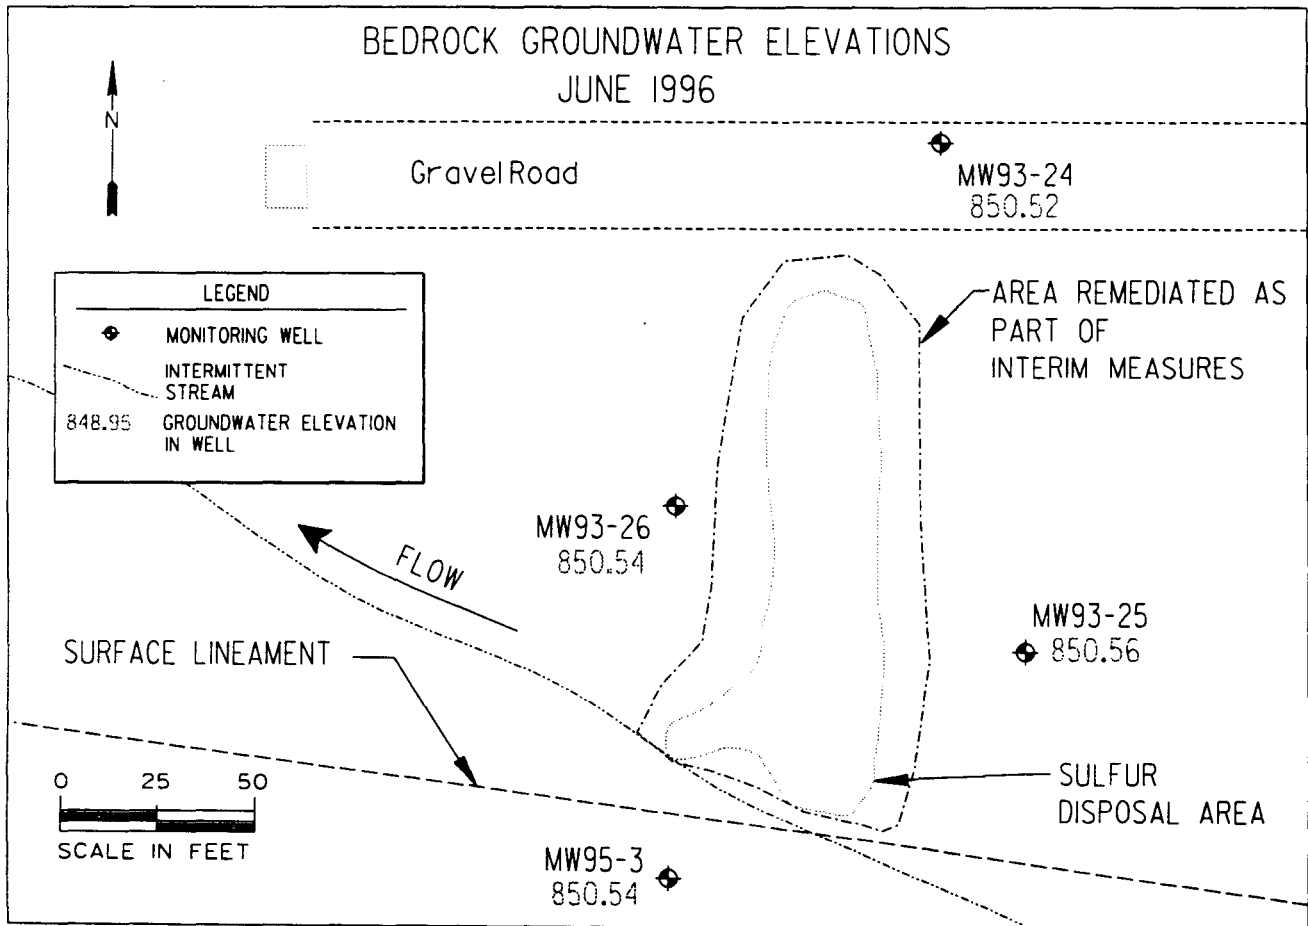 BEDROCK GROUNDWATER ELEVATIONS
JUNE 1996
N
Gravel Road
MW93-24
850.52
LEGEND
MONITORING WELL
INTERMITTENT
STREAM
848.95 GROUNDWATER ELEVATION
IN WELL
AREA REMEDIATED AS
PART OF
INTERIM MEASURES
MW93-26
850.54
FLOW
MW93-25
850.56
SURFACE LINEAMENT
0 25 50
SCALE IN FEET
SULFUR
DISPOSAL AREA
MW95-3
850.54